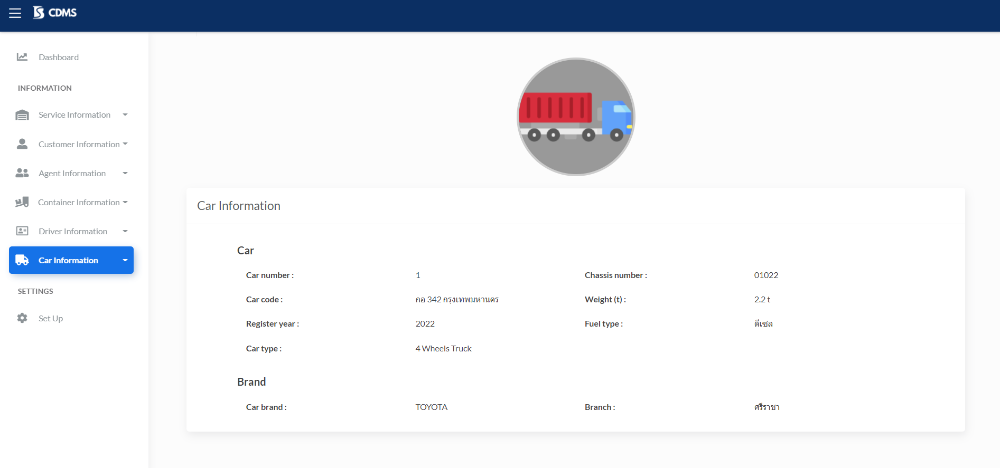 CDMS
Dashboard
INFORMATION
Service Information
Customer Information
Agent Information
Container Information
Driver Information
Car Information
SETTINGS
Set Up
Car Information
Car
Car number : 1 Chassis number : 01022
Car code : กอ 342 กรุงเทพมหานคร Weight (t) : 2.2 t
Register year : 2022 Fuel type : ดีเซล
Car type : 4 Wheels Truck
Brand
Car brand : TOYOTA Branch : ศรีราชา